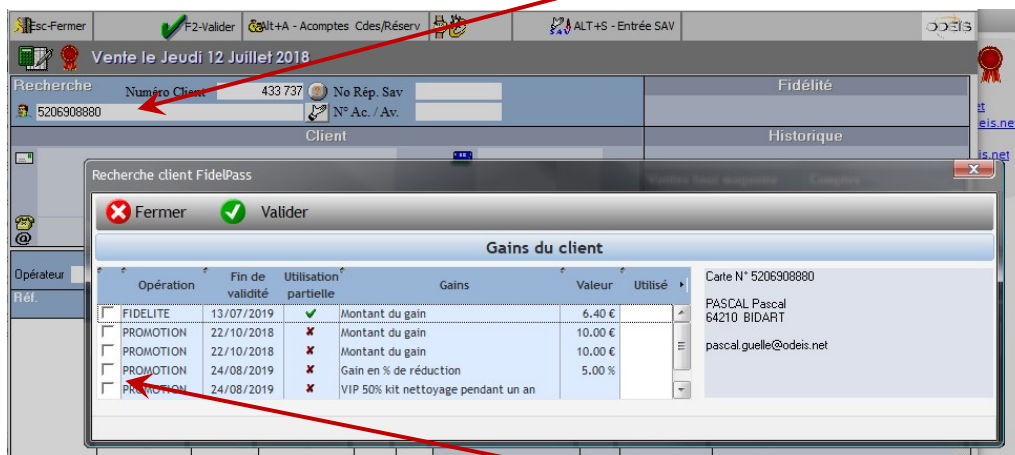 Esc-Fermer F2-Valider Alt+A - Acomptes Cdes/Réserv ALT+S - Entrée SAV ODEIS
Vente le Jeudi 12 Juillet 2018
Recherche Numéro Client 433 737 No Rép. Sav Fidélité
5206908880 N° Ac. / Av.
Client Historique
eis.net
is.net
Recherche client FidelPass
Fermer Valider
Gains du client
Opérateur
Réf.
Opération Fin de validité Utilisation partielle Gains Valeur Utilisé
FIDELITE 13/07/2019 Montant du gain 6.40 €
PROMOTION 22/10/2018 Montant du gain 10.00 €
PROMOTION 22/10/2018 Montant du gain 10.00 €
PROMOTION 24/08/2019 Gain en % de réduction 5.00 %
PROMOTION 24/08/2019 VIP 50% kit nettoyage pendant un an
Carte N° 5206908880
PASCAL Pascal
64210 BIDART
pascal.guelle@odeis.net